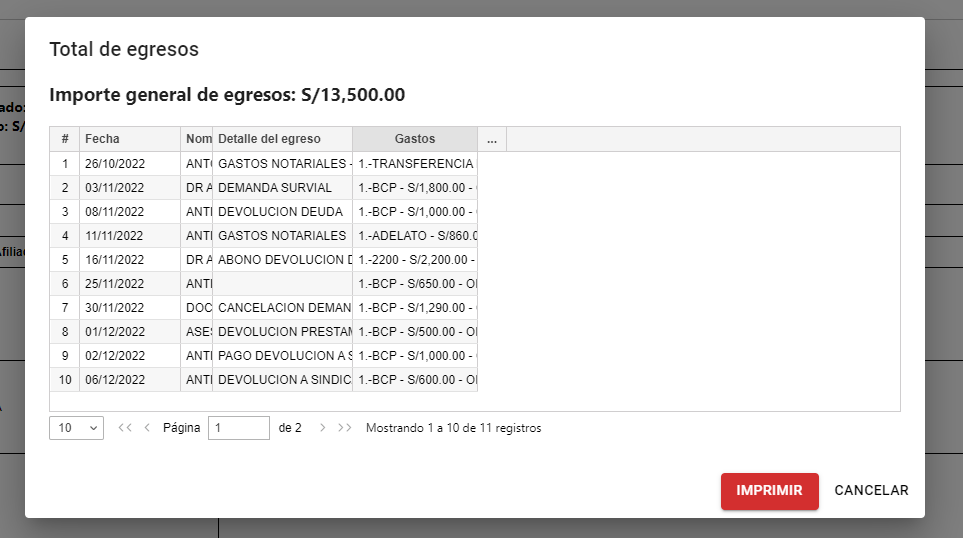 Total de egresos
Importe general de egresos: S/13,500.00
# Fecha Nom Detalle del egreso Gastos ...
1 26/10/2022 ANT GASTOS NOTARIALES - 1.-TRANSFERENCIA
2 03/11/2022 DR A DEMANDA SURVIAL 1.-BCP - S/1,800.00 -
3 08/11/2022 ANTI DEVOLUCION DEUDA 1.-BCP - S/1,000.00 -
4 11/11/2022 ANTI GASTOS NOTARIALES 1.-ADELATO - S/860.0
5 16/11/2022 DR A ABONO DEVOLUCION D 1.-2200 - S/2,200.00 -
6 25/11/2022 ANTI 1.-BCP - S/650.00 - O
7 30/11/2022 DOC CANCELACION DEMAN 1.-BCP - S/1,290.00 -
8 01/12/2022 ASES DEVOLUCION PRESTAM 1.-BCP - S/500.00 - O
9 02/12/2022 ANTI PAGO DEVOLUCION A S 1.-BCP - S/1,000.00 -
10 06/12/2022 ANTI DEVOLUCION A SINDIC 1.-BCP - S/600.00 - O
10 Página 1 de 2 Mostrando 1 a 10 de 11 registros
IMPRIMIR CANCELAR
ado:
o: S/
filiad